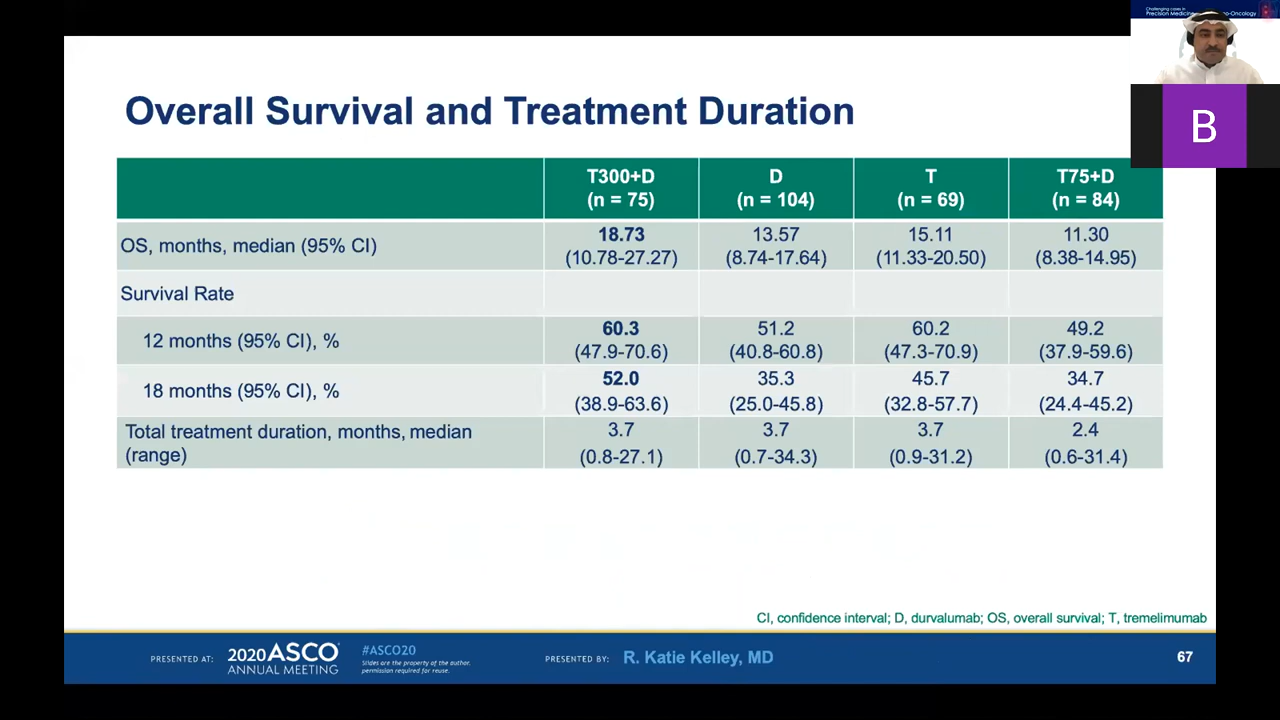 Challenging cases in
Precision Medicine
o-Oncology
B
Overall Survival and Treatment Duration
T300+D
(n = 75)
D
(n = 104)
T
(n = 69)
T75+D
(n = 84)
OS, months, median (95% CI)
18.73
(10.78-27.27)
13.57
(8.74-17.64)
15.11
(11.33-20.50)
11.30
(8.38-14.95)
Survival Rate
12 months (95% CI), %
60.3
(47.9-70.6)
51.2
(40.8-60.8)
60.2
(47.3-70.9)
49.2
(37.9-59.6)
18 months (95% CI), %
52.0
(38.9-63.6)
35.3
(25.0-45.8)
45.7
(32.8-57.7)
34.7
(24.4-45.2)
Total treatment duration, months, median
(range)
3.7
(0.8-27.1)
3.7
(0.7-34.3)
3.7
(0.9-31.2)
2.4
(0.6-31.4)
CI, confidence interval; D, durvalumab; OS, overall survival; T, tremelimumab
PRESENTED AT:
2020ASCO®
ANNUAL MEETING
#ASCO20
Slides are the property of the author,
permission required for reuse.
PRESENTED BY:
R. Katie Kelley, MD
67